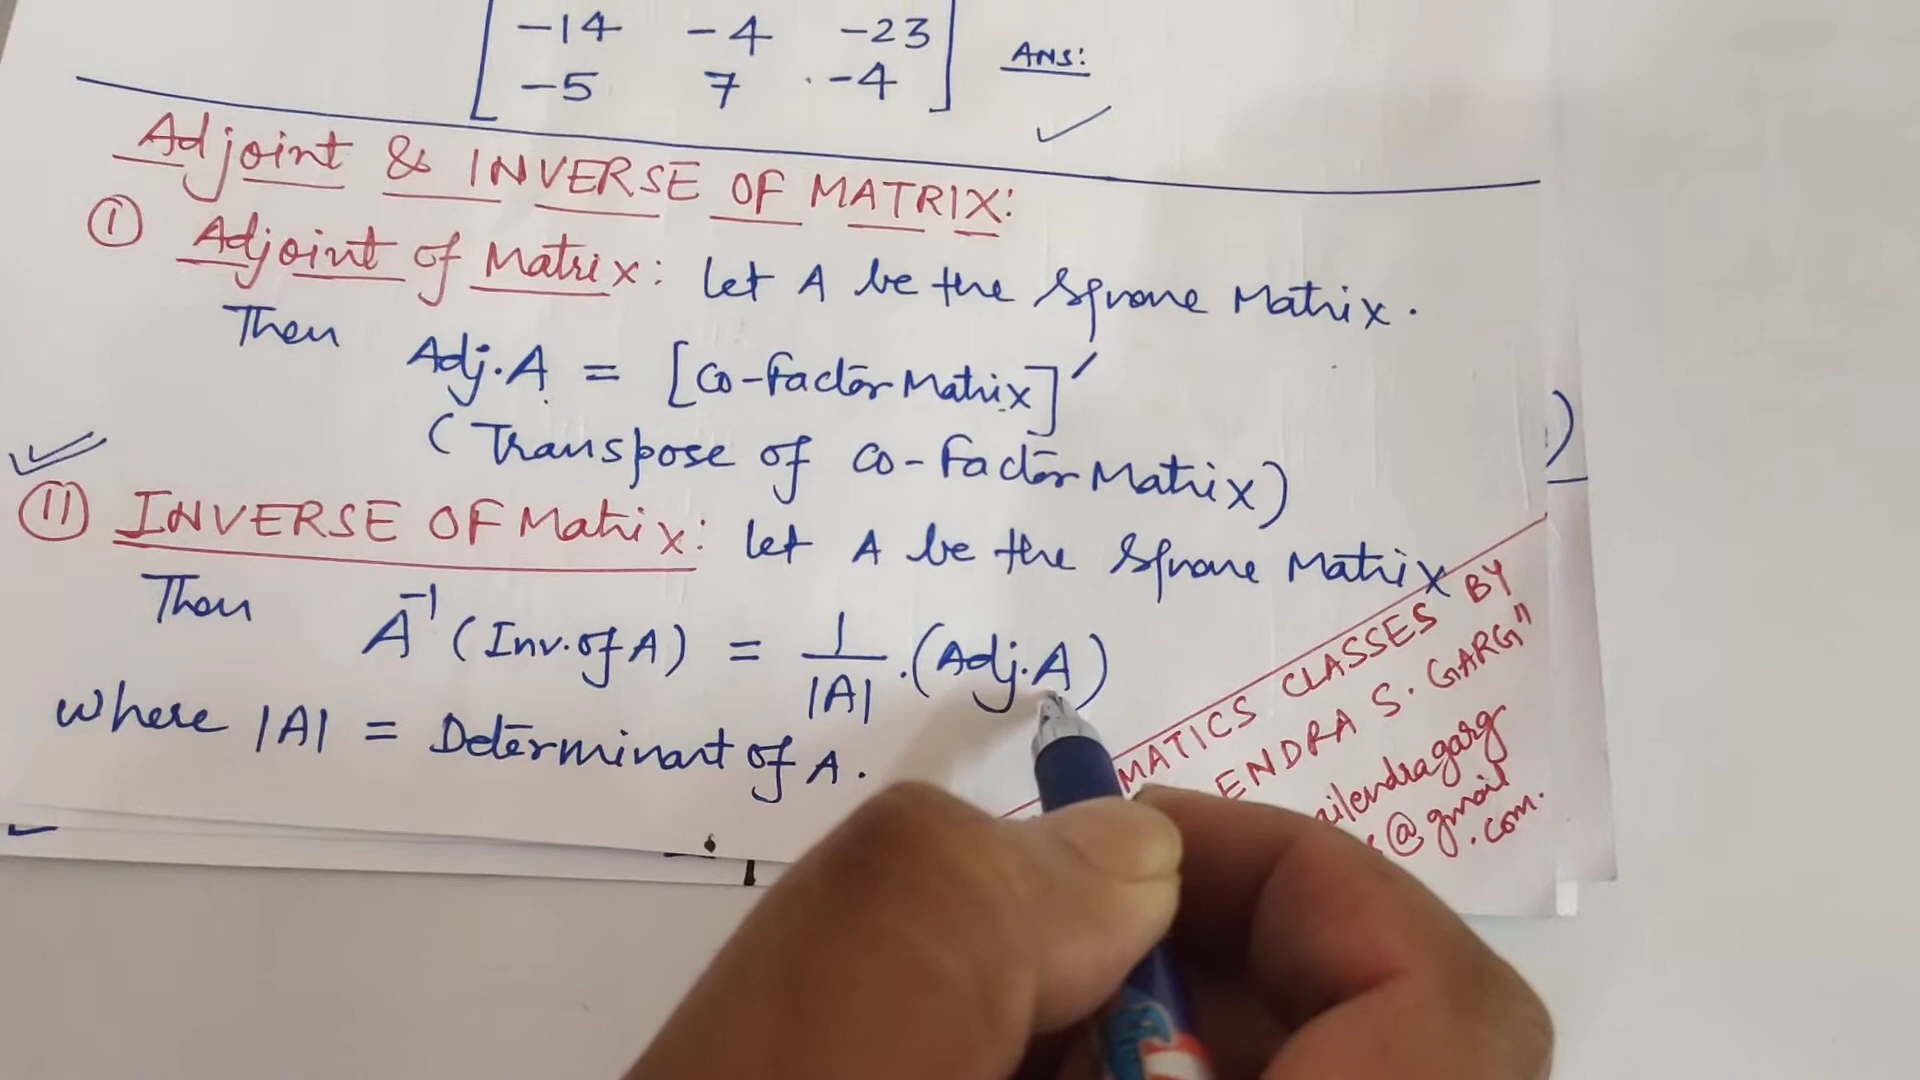 -14 -4 -23
-5 7 -4
ANS:
Adjoint & INVERSE OF MATRIX:
(I) Adjoint of Matrix: let A be the Square Matrix.
Then Adj.A = [Co-factor Matrix]′
(Transpose of Co-factor Matrix)
(II) INVERSE OF Matrix: let A be the Square Matrix
Then A⁻¹ (Inv. of A) = 1/|A| . (Adj.A)
where |A| = Determinant of A.
MATICS CLASSES BY
ENDRA S. GARG"
ailendragarg
@gmail
.com.